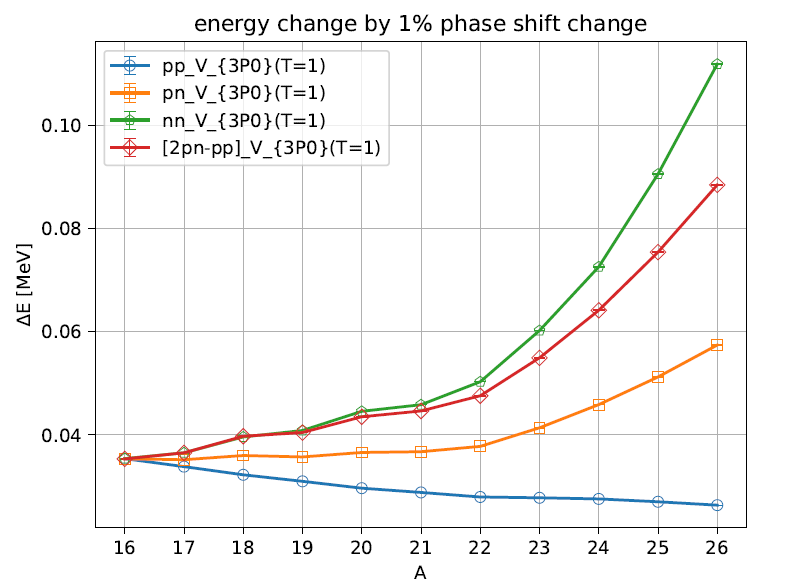 energy change by 1% phase shift change
pp_V_{3P0}(T=1)
pn_V_{3P0}(T=1)
nn_V_{3P0}(T=1)
[2pn-pp]_V_{3P0}(T=1)
0.10
0.08
0.06
0.04
ΔE [MeV]
16 17 18 19 20 21 22 23 24 25 26
A